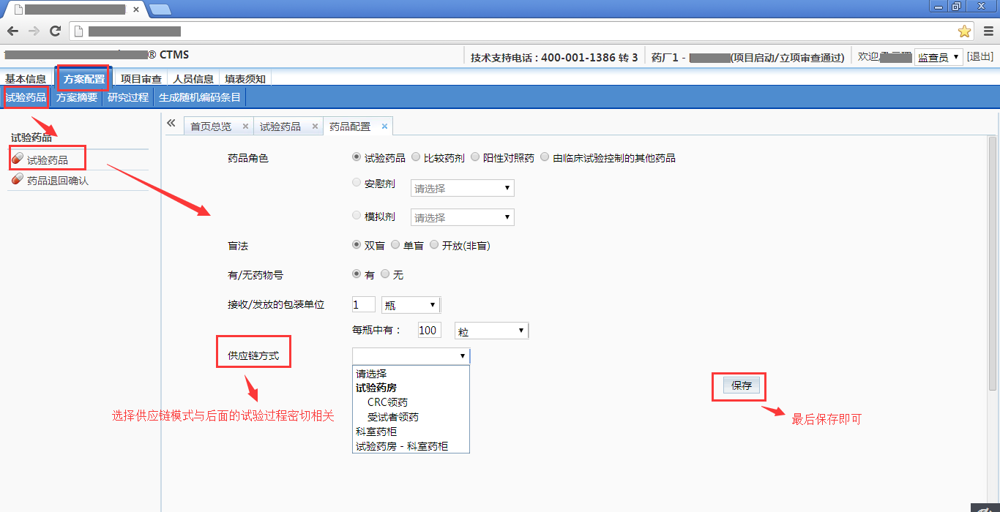 ® CTMS
技术支持电话：400-001-1386 转 3
药厂1 - (项目启动/立项审查通过)
欢迎, 监查员 [退出]
基本信息 方案配置 项目审查 人员信息 填表须知
试验药品 方案摘要 研究过程 生成随机编码条目
试验药品
试验药品
药品退回确认
首页总览 × 试验药品 × 药品配置 ×
药品角色 试验药品 比较药剂 阳性对照药 由临床试验控制的其他药品
安慰剂 请选择
模拟剂 请选择
盲法 双盲 单盲 开放(非盲)
有/无药物号 有 无
接收/发放的包装单位 1 瓶
每瓶中有： 100 粒
供应链方式
请选择
试验药房
CRC领药
受试者领药
科室药柜
试验药房 - 科室药柜
保存
选择供应链模式与后面的试验过程密切相关
最后保存即可